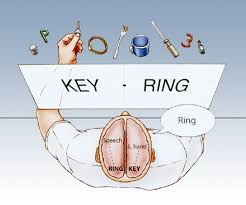 KEY · RING
Ring
Speech L. hand
RING KEY